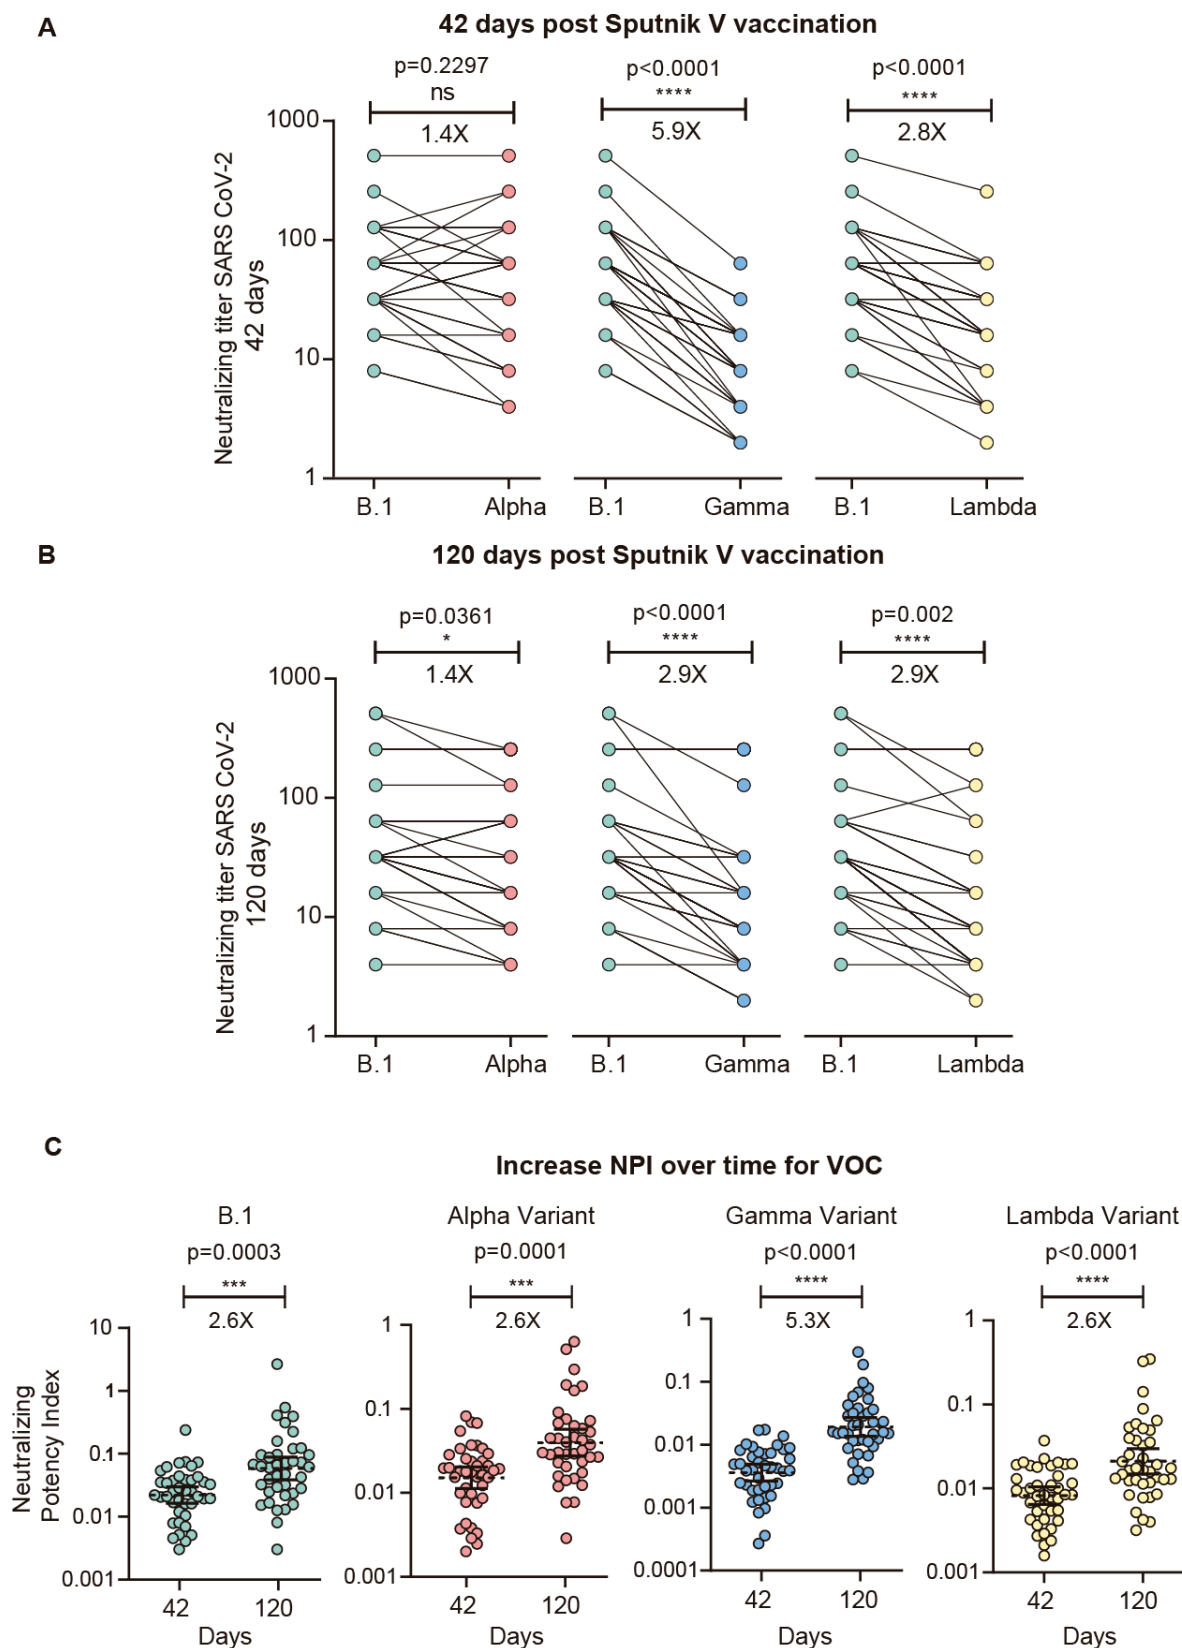 A
42 days post Sputnik V vaccination
p=0.2297
ns
1.4X
p<0.0001
****
5.9X
p<0.0001
****
2.8X
Neutralizing titer SARS CoV-2
42 days
1000
100
10
1
B.1
Alpha
B.1
Gamma
B.1
Lambda
B
120 days post Sputnik V vaccination
p=0.0361
*
1.4X
p<0.0001
****
2.9X
p=0.002
****
2.9X
Neutralizing titer SARS CoV-2
120 days
1000
100
10
1
B.1
Alpha
B.1
Gamma
B.1
Lambda
C
Increase NPI over time for VOC
Neutralizing
Potency Index
B.1
p=0.0003
***
2.6X
10
1
0.1
0.01
0.001
42
120
Days
Alpha Variant
p=0.0001
***
2.6X
1
0.1
0.01
0.001
42
120
Days
Gamma Variant
p<0.0001
****
5.3X
1
0.1
0.01
0.001
0.0001
42
120
Days
Lambda Variant
p<0.0001
****
2.6X
1
0.1
0.01
0.001
42
120
Days